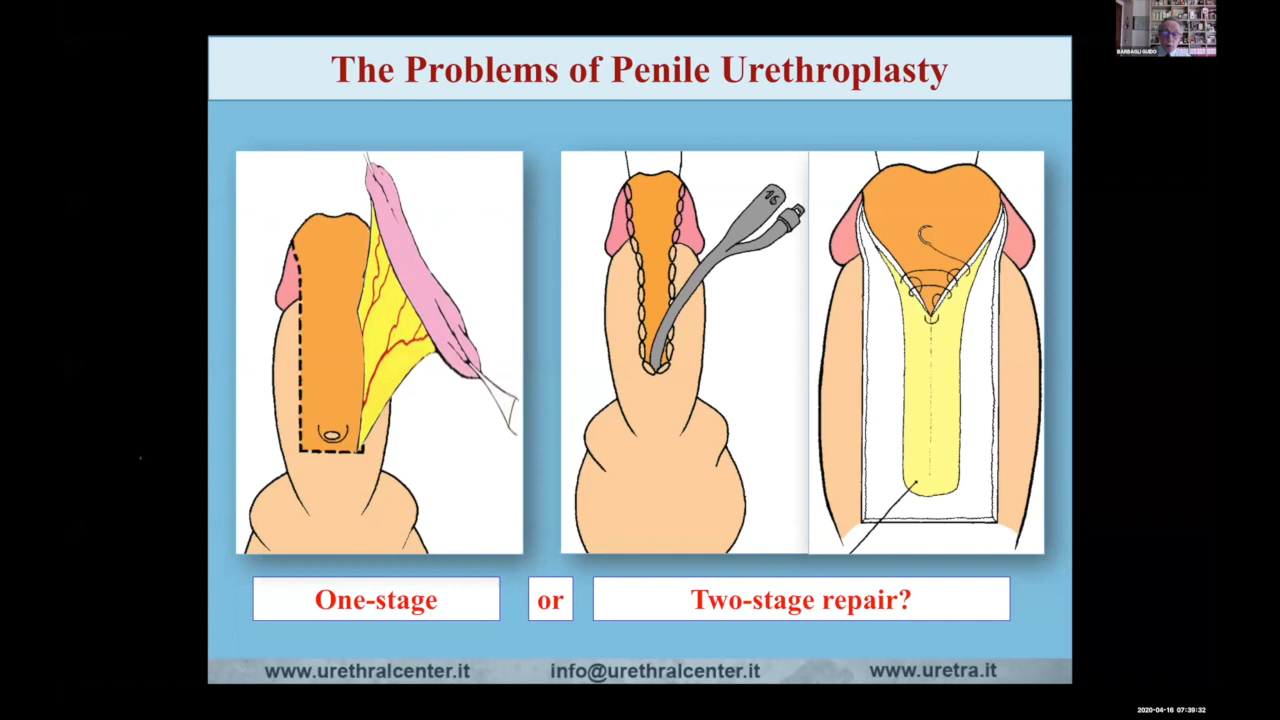 BARBAGLI GUIDO
The Problems of Penile Urethroplasty
16
One-stage
or
Two-stage repair?
www.urethralcenter.it
info@urethralcenter.it
www.uretra.it
2020-04-16 07:39:32